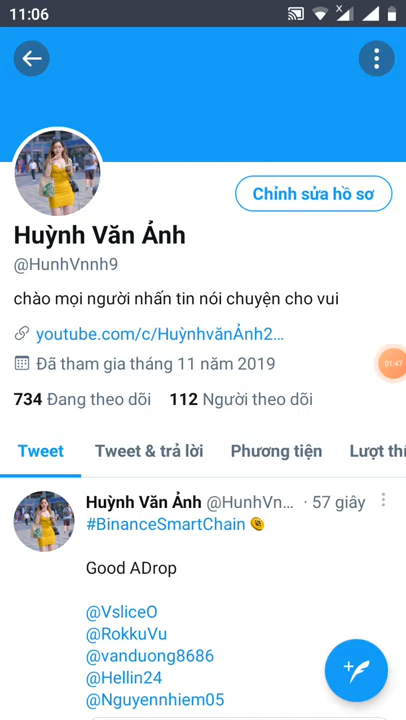 11:06
Chỉnh sửa hồ sơ
Huỳnh Văn Ảnh
@HunhVnnh9
chào mọi người nhấn tin nói chuyện cho vui
youtube.com/c/HuỳnhvănẢnh2...
Đã tham gia tháng 11 năm 2019
01:47
734 Đang theo dõi 112 Người theo dõi
Tweet Tweet & trả lời Phương tiện Lượt thí
Huỳnh Văn Ảnh @HunhVn... · 57 giây
#BinanceSmartChain
Good ADrop
@VsliceO
@RokkuVu
@vanduong8686
@Hellin24
@Nguyennhiem05